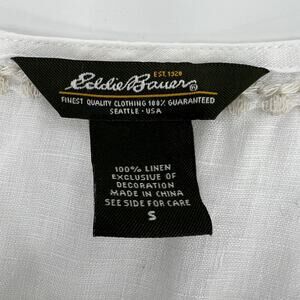 EST. 1920
Eddie Bauer®
FINEST QUALITY CLOTHING 100% GUARANTEED
SEATTLE · USA
100% LINEN
EXCLUSIVE OF
DECORATION
MADE IN CHINA
SEE SIDE FOR CARE
S